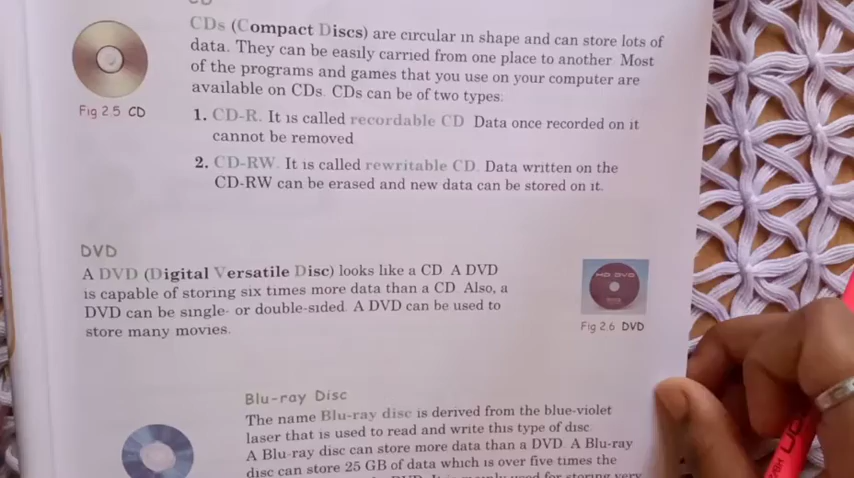 CD
CDs (Compact Discs) are circular in shape and can store lots of
data. They can be easily carried from one place to another. Most
of the programs and games that you use on your computer are
available on CDs. CDs can be of two types:
Fig 2.5 CD
1. CD-R. It is called recordable CD. Data once recorded on it
cannot be removed
2. CD-RW. It is called rewritable CD. Data written on the
CD-RW can be erased and new data can be stored on it.
DVD
A DVD (Digital Versatile Disc) looks like a CD. A DVD
is capable of storing six times more data than a CD. Also, a
DVD can be single- or double-sided. A DVD can be used to
store many movies.
HD DVD
Fig 2.6 DVD
Blu-ray Disc
The name Blu-ray disc is derived from the blue-violet
laser that is used to read and write this type of disc.
A Blu-ray disc can store more data than a DVD. A Blu-ray
disc can store 25 GB of data which is over five times the